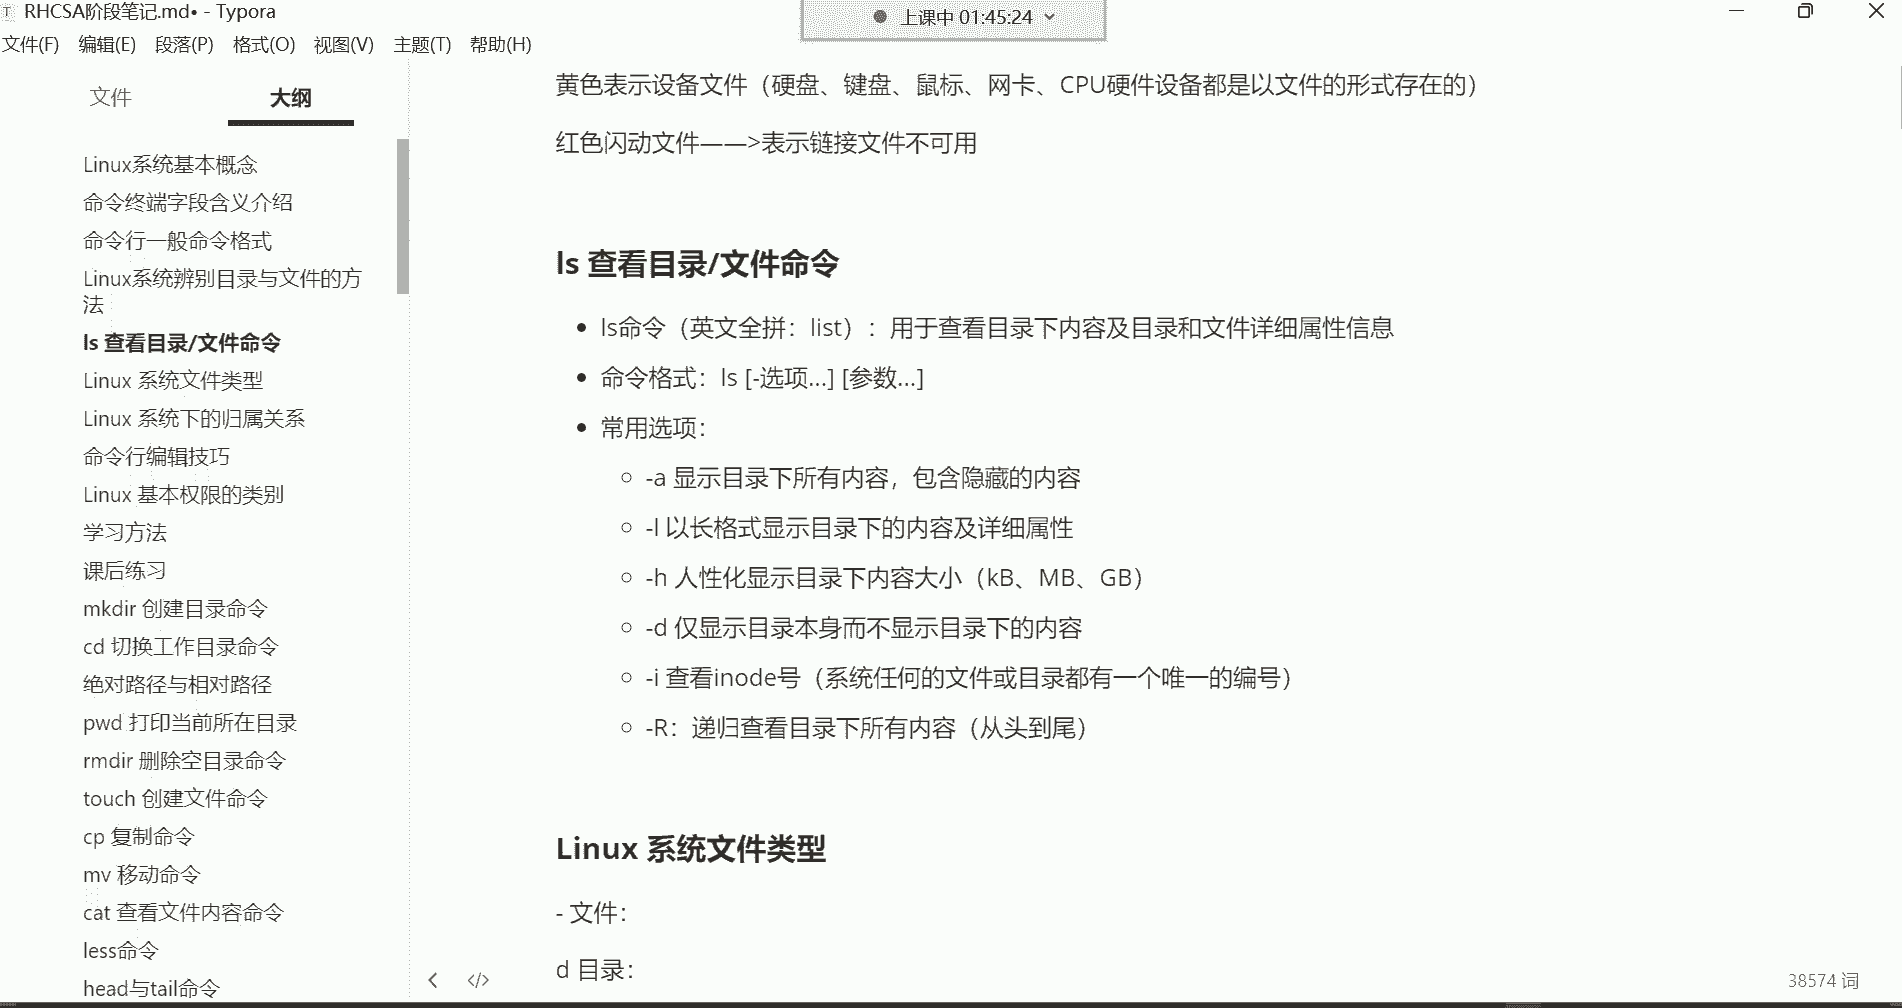 RHCSA阶段笔记.md• - Typora
上课中 01:45:24
文件(F) 编辑(E) 段落(P) 格式(O) 视图(V) 主题(T) 帮助(H)
文件 大纲
Linux系统基本概念
命令终端字段含义介绍
命令行一般命令格式
Linux系统辨别目录与文件的方
法
ls 查看目录/文件命令
Linux 系统文件类型
Linux 系统下的归属关系
命令行编辑技巧
Linux 基本权限的类别
学习方法
课后练习
mkdir 创建目录命令
cd 切换工作目录命令
绝对路径与相对路径
pwd 打印当前所在目录
rmdir 删除空目录命令
touch 创建文件命令
cp 复制命令
mv 移动命令
cat 查看文件内容命令
less命令
head与tail命令
黄色表示设备文件（硬盘、键盘、鼠标、网卡、CPU硬件设备都是以文件的形式存在的）
红色闪动文件——>表示链接文件不可用
ls 查看目录/文件命令
• ls命令（英文全拼：list）：用于查看目录下内容及目录和文件详细属性信息
• 命令格式：ls [-选项...] [参数...]
• 常用选项：
◦ -a 显示目录下所有内容，包含隐藏的内容
◦ -l 以长格式显示目录下的内容及详细属性
◦ -h 人性化显示目录下内容大小（kB、MB、GB）
◦ -d 仅显示目录本身而不显示目录下的内容
◦ -i 查看inode号（系统任何的文件或目录都有一个唯一的编号）
◦ -R：递归查看目录下所有内容（从头到尾）
Linux 系统文件类型
- 文件：
d 目录：
38574 词